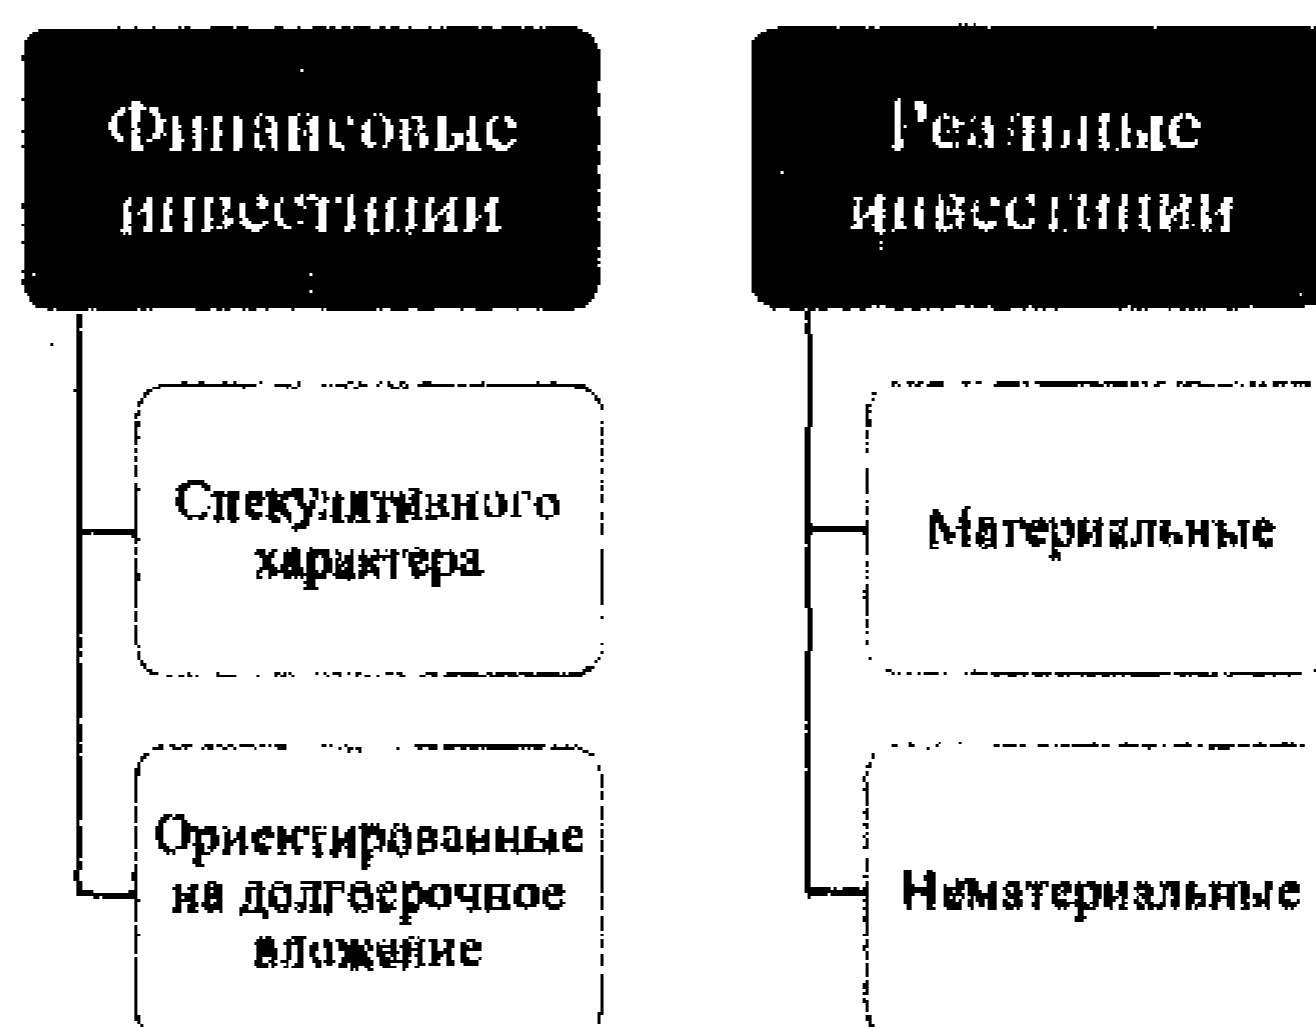 Финансовые
инвестиции
Спекулятивного
характера
Ориентированные
на долгосрочное
вложение
Реальные
инвестиции
Материальные
Нематериальные